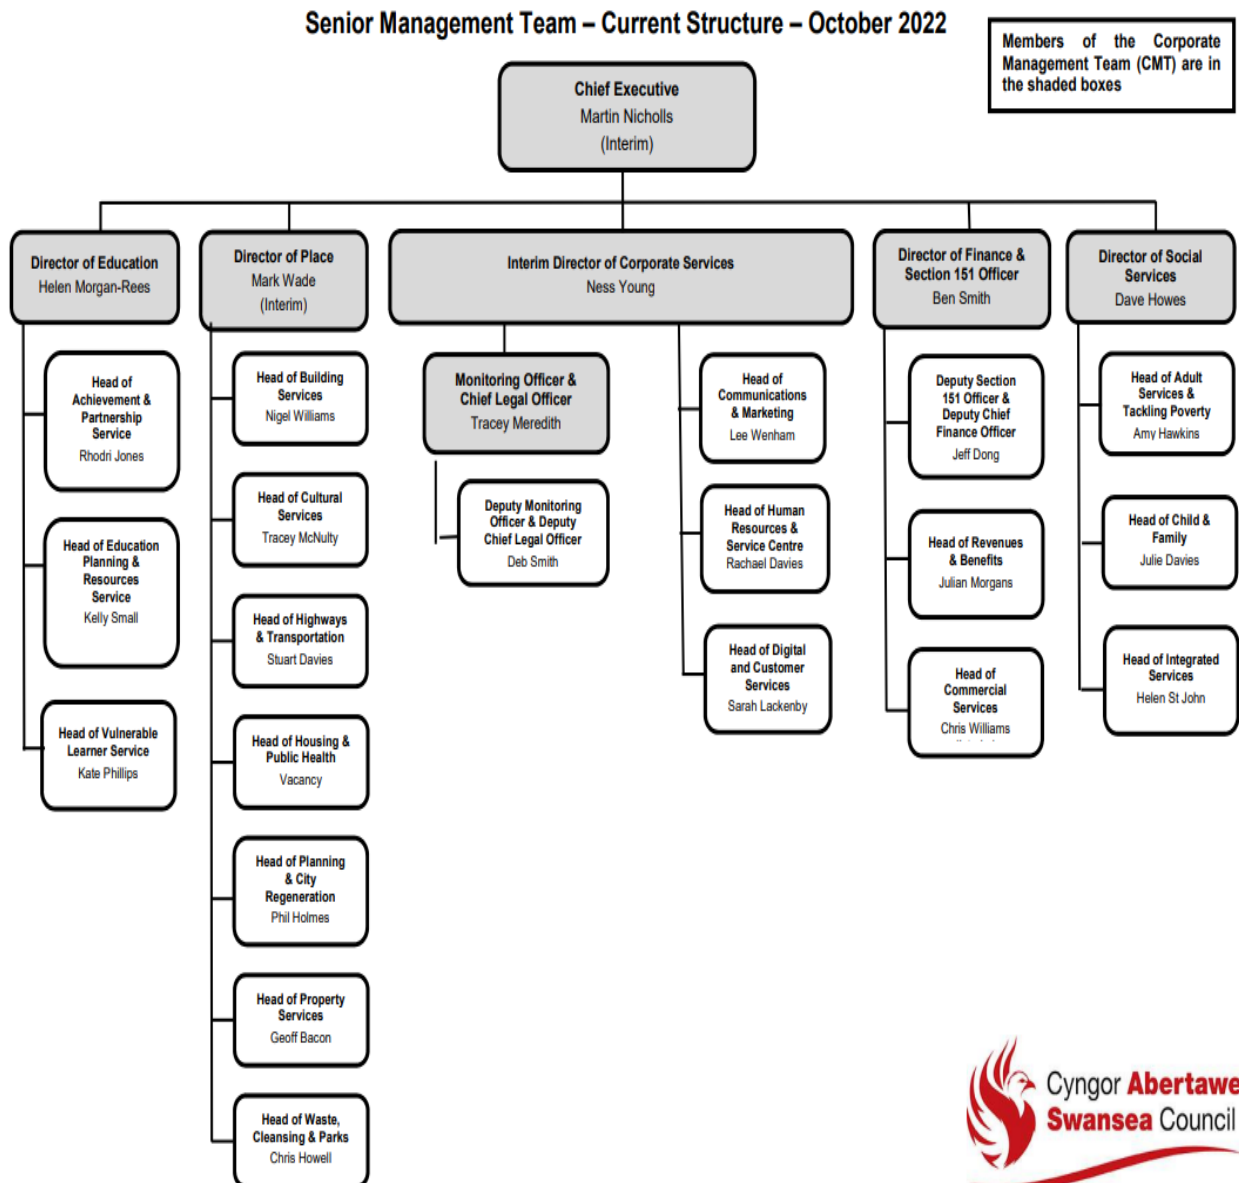 Senior Management Team – Current Structure – October 2022
Members of the Corporate
Management Team (CMT) are in
the shaded boxes
Chief Executive
Martin Nicholls
(Interim)
Director of Education
Helen Morgan-Rees
Director of Place
Mark Wade
(Interim)
Interim Director of Corporate Services
Ness Young
Director of Finance &
Section 151 Officer
Ben Smith
Director of Social
Services
Dave Howes
Head of
Achievement &
Partnership
Service
Rhodri Jones
Head of Education
Planning &
Resources
Service
Kelly Small
Head of Vulnerable
Learner Service
Kate Phillips
Head of Building
Services
Nigel Williams
Head of Cultural
Services
Tracey McNulty
Head of Highways
& Transportation
Stuart Davies
Head of Housing &
Public Health
Vacancy
Head of Planning
& City
Regeneration
Phil Holmes
Head of Property
Services
Geoff Bacon
Head of Waste,
Cleansing & Parks
Chris Howell
Monitoring Officer &
Chief Legal Officer
Tracey Meredith
Deputy Monitoring
Officer & Deputy
Chief Legal Officer
Deb Smith
Head of
Communications
& Marketing
Lee Wenham
Head of Human
Resources &
Service Centre
Rachael Davies
Head of Digital
and Customer
Services
Sarah Lackenby
Deputy Section
151 Officer &
Deputy Chief
Finance Officer
Jeff Dong
Head of Revenues
& Benefits
Julian Morgans
Head of
Commercial
Services
Chris Williams
Head of Adult
Services &
Tackling Poverty
Amy Hawkins
Head of Child &
Family
Julie Davies
Head of Integrated
Services
Helen St John
Cyngor Abertawe
Swansea Council